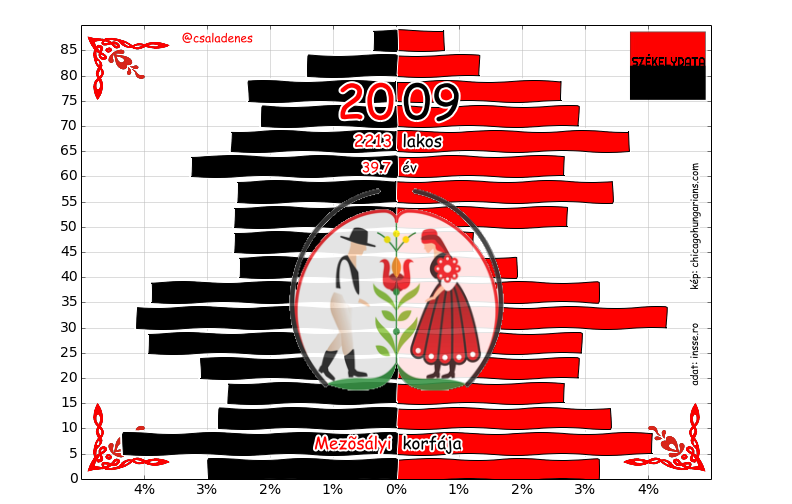 @csaladenes
SZÉKELYDATA
2009
2213 lakos
39.7 év
kép: chicagohungarians.com
adat: insse.ro
Mezősályi korfája
85
80
75
70
65
60
55
50
45
40
35
30
25
20
15
10
5
0
4% 3% 2% 1% 0% 1% 2% 3% 4%